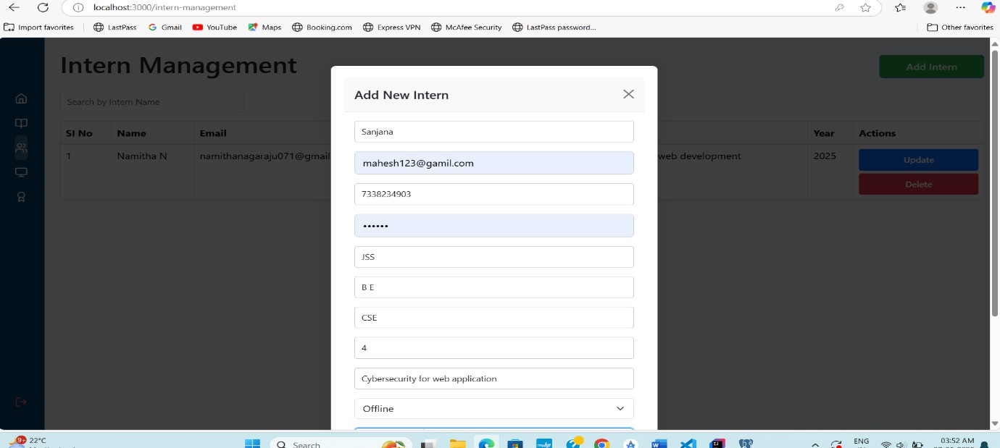 localhost:3000/intern-management
Import favorites LastPass Gmail YouTube Maps Booking.com Express VPN McAfee Security LastPass password... Other favorites
Intern Management
Add Intern
Search by Intern Name
Sl No Name Email Year Actions
1 Namitha N namithanagaraju071@gmail web development 2025 Update
Delete
Add New Intern
Sanjana
mahesh123@gamil.com
7338234903
••••••
JSS
B E
CSE
4
Cybersecurity for web application
Offline
9+ 22°C
Search
ENG
03:52 AM